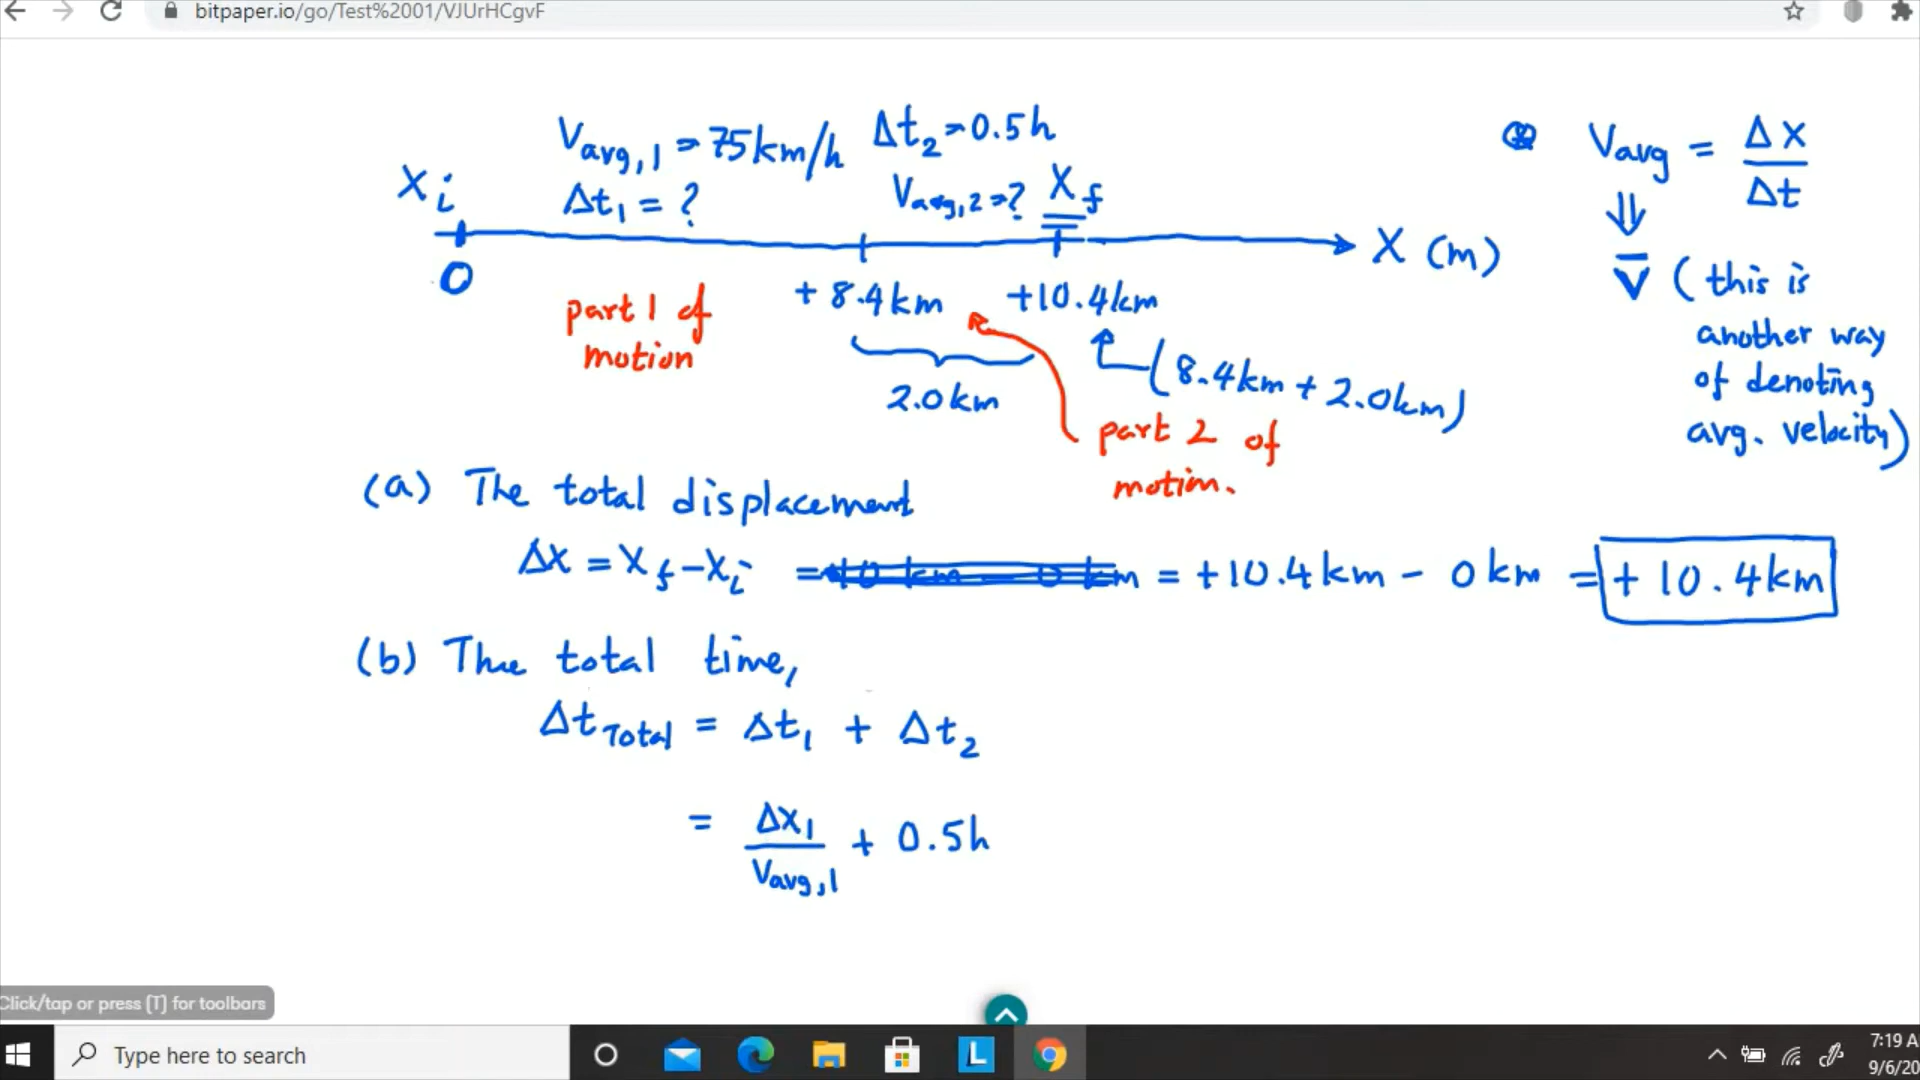 bitpaper.io/go/Test%2001/VJUrHCgvF
Vavg,1 = 75km/h Δt2 = 0.5h
Xi Δt1 = ? Vavg,2 = ? Xf
0 X (m)
+ 8.4km +10.4km
part 1 of
motion
2.0km
(8.4km + 2.0km)
part 2 of
motion.
Vavg = ΔX / Δt
⇓
V̄ (this is
another way
of denoting
avg. velocity)
(a) The total displacement
ΔX = Xf - Xi = +10 km - 0 km = +10.4km - 0km = + 10.4km
(b) The total time,
ΔtTotal = Δt1 + Δt2
= ΔX1 / Vavg,1 + 0.5h
Click/tap or press [T] for toolbars
Type here to search
L
7:19 A
9/6/20